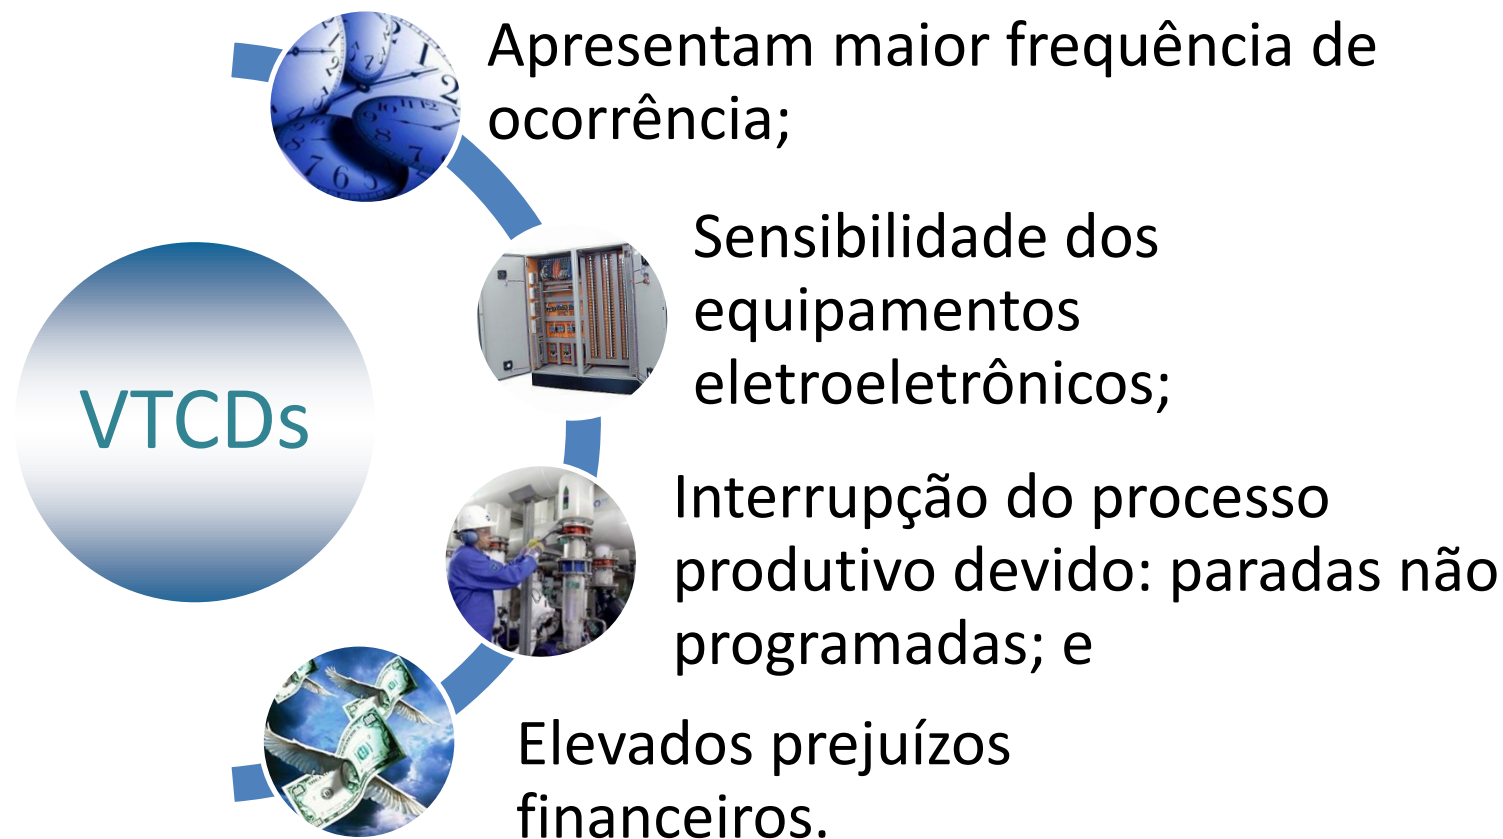 VTCDs
Apresentam maior frequência de
ocorrência;
Sensibilidade dos
equipamentos
eletroeletrônicos;
Interrupção do processo
produtivo devido: paradas não
programadas; e
Elevados prejuízos
financeiros.